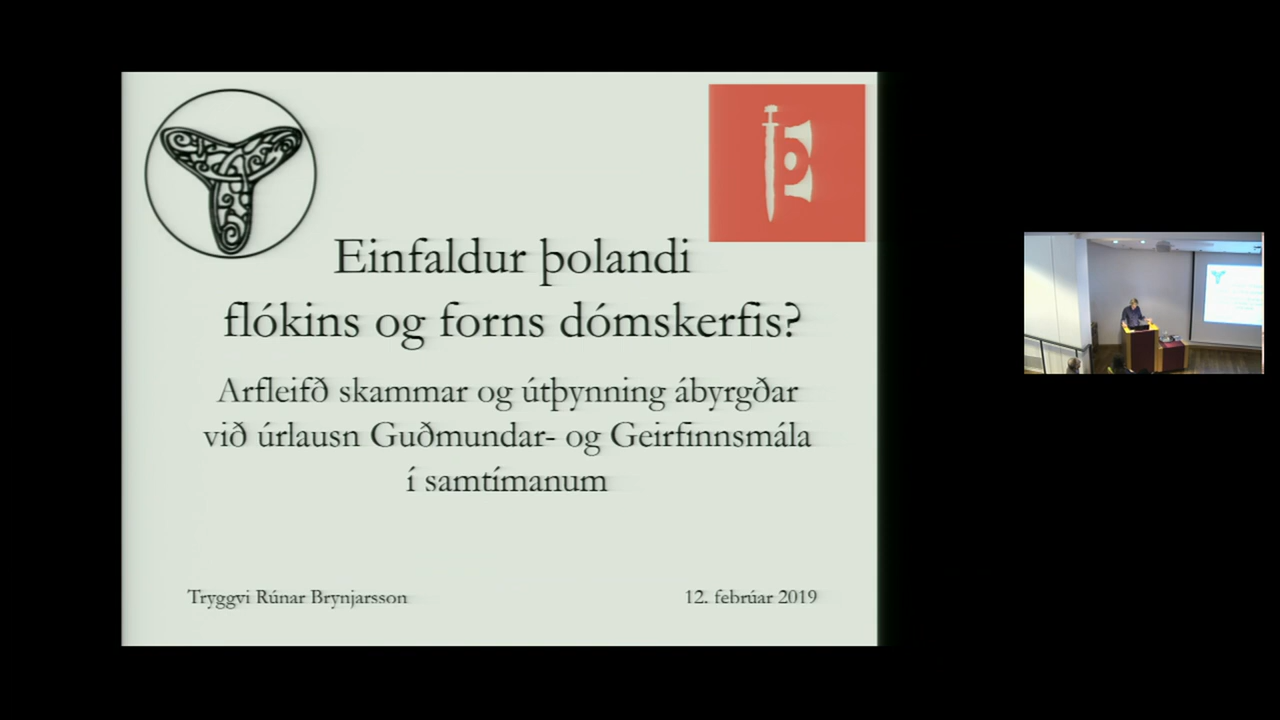 Einfaldur þolandi
flókins og forns dómskerfis?
Arfleifð skammar og útþynning ábyrgðar
við úrlausn Guðmundar- og Geirfinnsmála
í samtímanum
Tryggvi Rúnar Brynjarsson
12. febrúar 2019